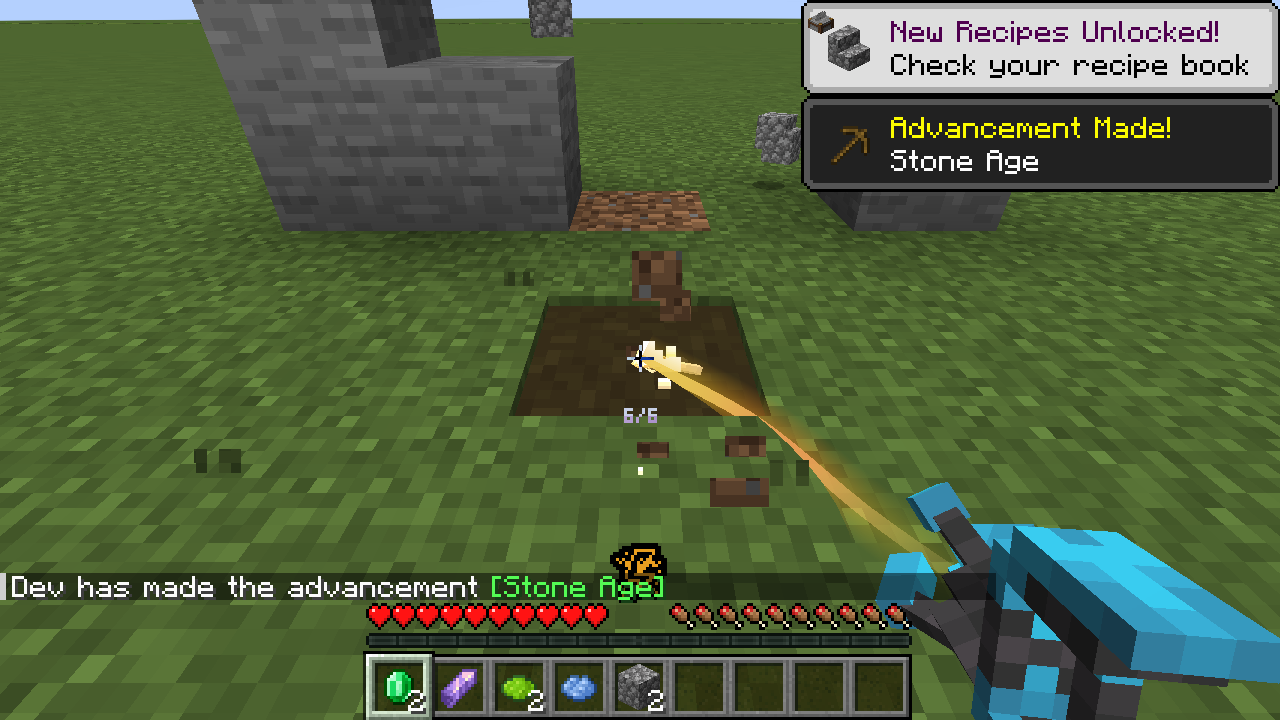 New Recipes Unlocked!
Check your recipe book
Advancement Made!
Stone Age
6/6
Dev has made the advancement [Stone Age]
2
2
2